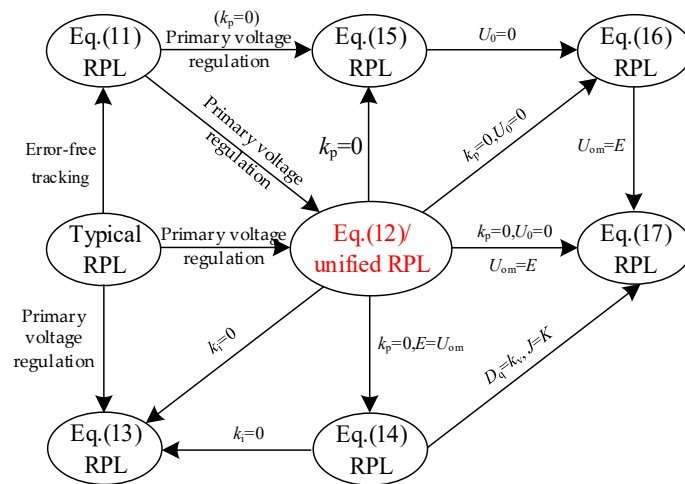 (kp=0)
Eq.(11)
RPL
Primary voltage
regulation
Eq.(15)
RPL
U0=0
Eq.(16)
RPL
Primary voltage
regulation
kp=0
kp=0,U0=0
Uom=E
Error-free
tracking
Typical
RPL
Primary voltage
regulation
Eq.(12)/
unified RPL
kp=0,U0=0
Uom=E
Eq.(17)
RPL
Primary
voltage
regulation
ki=0
kp=0,E=Uom
Dq=kv, J=K
Eq.(13)
RPL
ki=0
Eq.(14)
RPL